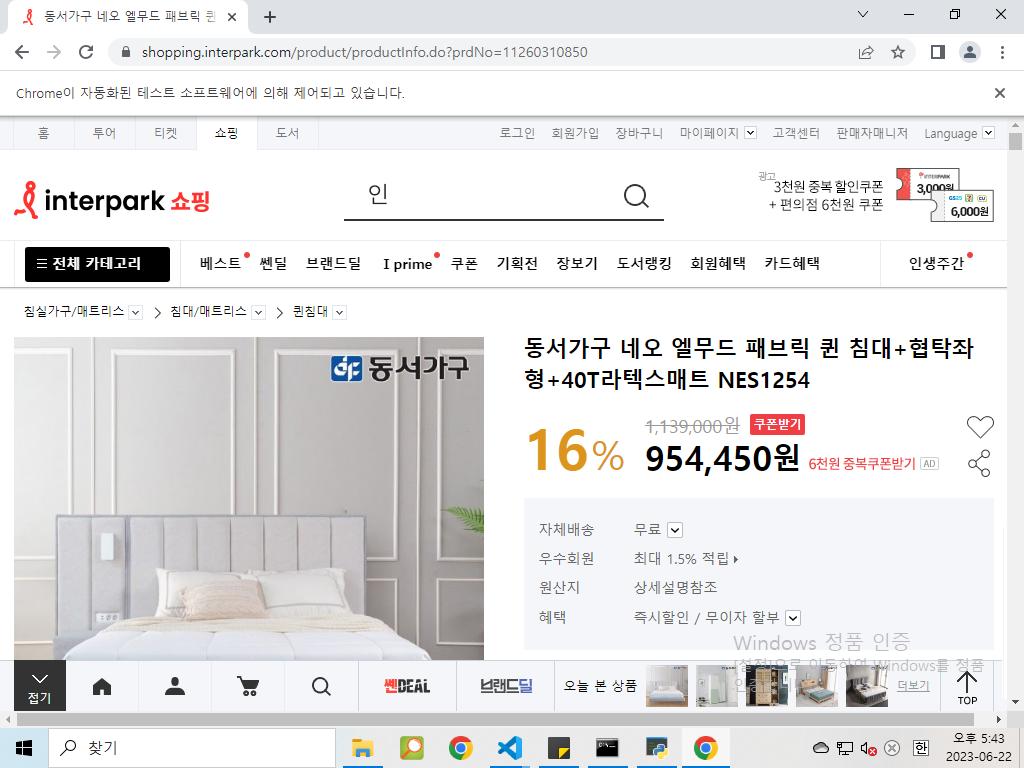 동서가구 네오 엘무드 패브릭 퀸
shopping.interpark.com/product/productInfo.do?prdNo=11260310850
Chrome이 자동화된 테스트 소프트웨어에 의해 제어되고 있습니다.
홈 투어 티켓 쇼핑 도서 로그인 회원가입 장바구니 마이페이지 고객센터 판매자매니저 Language
interpark 쇼핑
인
광고
3천원 중복 할인쿠폰
+ 편의점 6천원 쿠폰
INTERPARK
3,000원
GS25 CU
6,000원
전체 카테고리 베스트 쎈딜 브랜드딜 I prime 쿠폰 기획전 장보기 도서랭킹 회원혜택 카드혜택 인생주간
침실가구/매트리스 침대/매트리스 퀸침대
동서가구
동서가구 네오 엘무드 패브릭 퀸 침대+협탁좌
형+40T라텍스매트 NES1254
16%
1,139,000원 쿠폰받기
954,450원 6천원 중복쿠폰받기 AD
자체배송 무료
우수회원 최대 1.5% 적립
원산지 상세설명참조
혜택 즉시할인 / 무이자 할부
Windows 정품 인증
[설정]으로 이동하여 Windows를 정품
접기
쎈DEAL
브랜드딜
오늘 본 상품
더보기
TOP
찾기
한
오후 5:43
2023-06-22